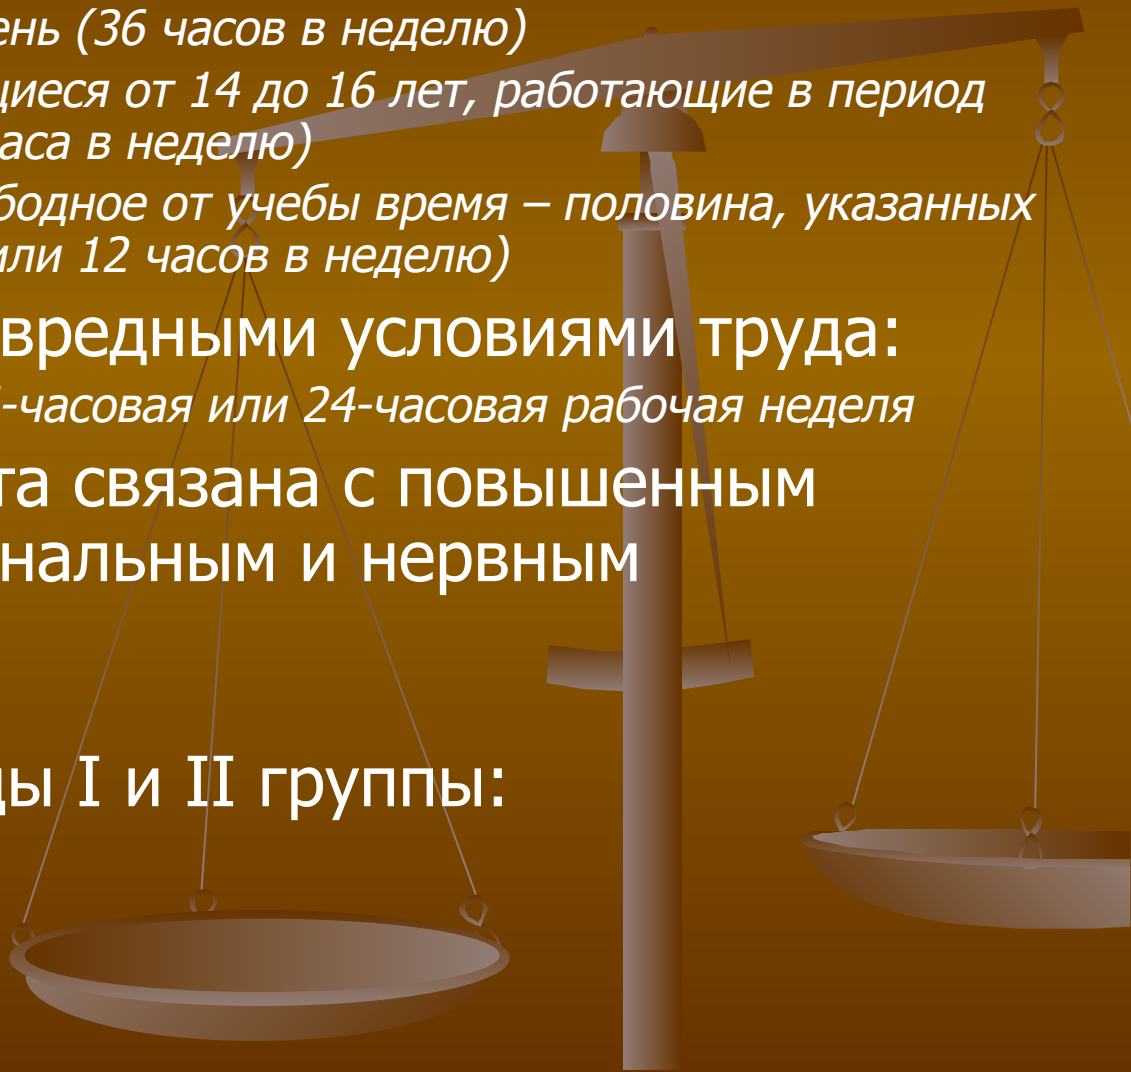 ень (36 часов в неделю)
щиеся от 14 до 16 лет, работающие в период
аса в неделю)
бодное от учебы время – половина, указанных
или 12 часов в неделю)
вредными условиями труда:
-часовая или 24-часовая рабочая неделя
та связана с повышенным
нальным и нервным
ды I и II группы: